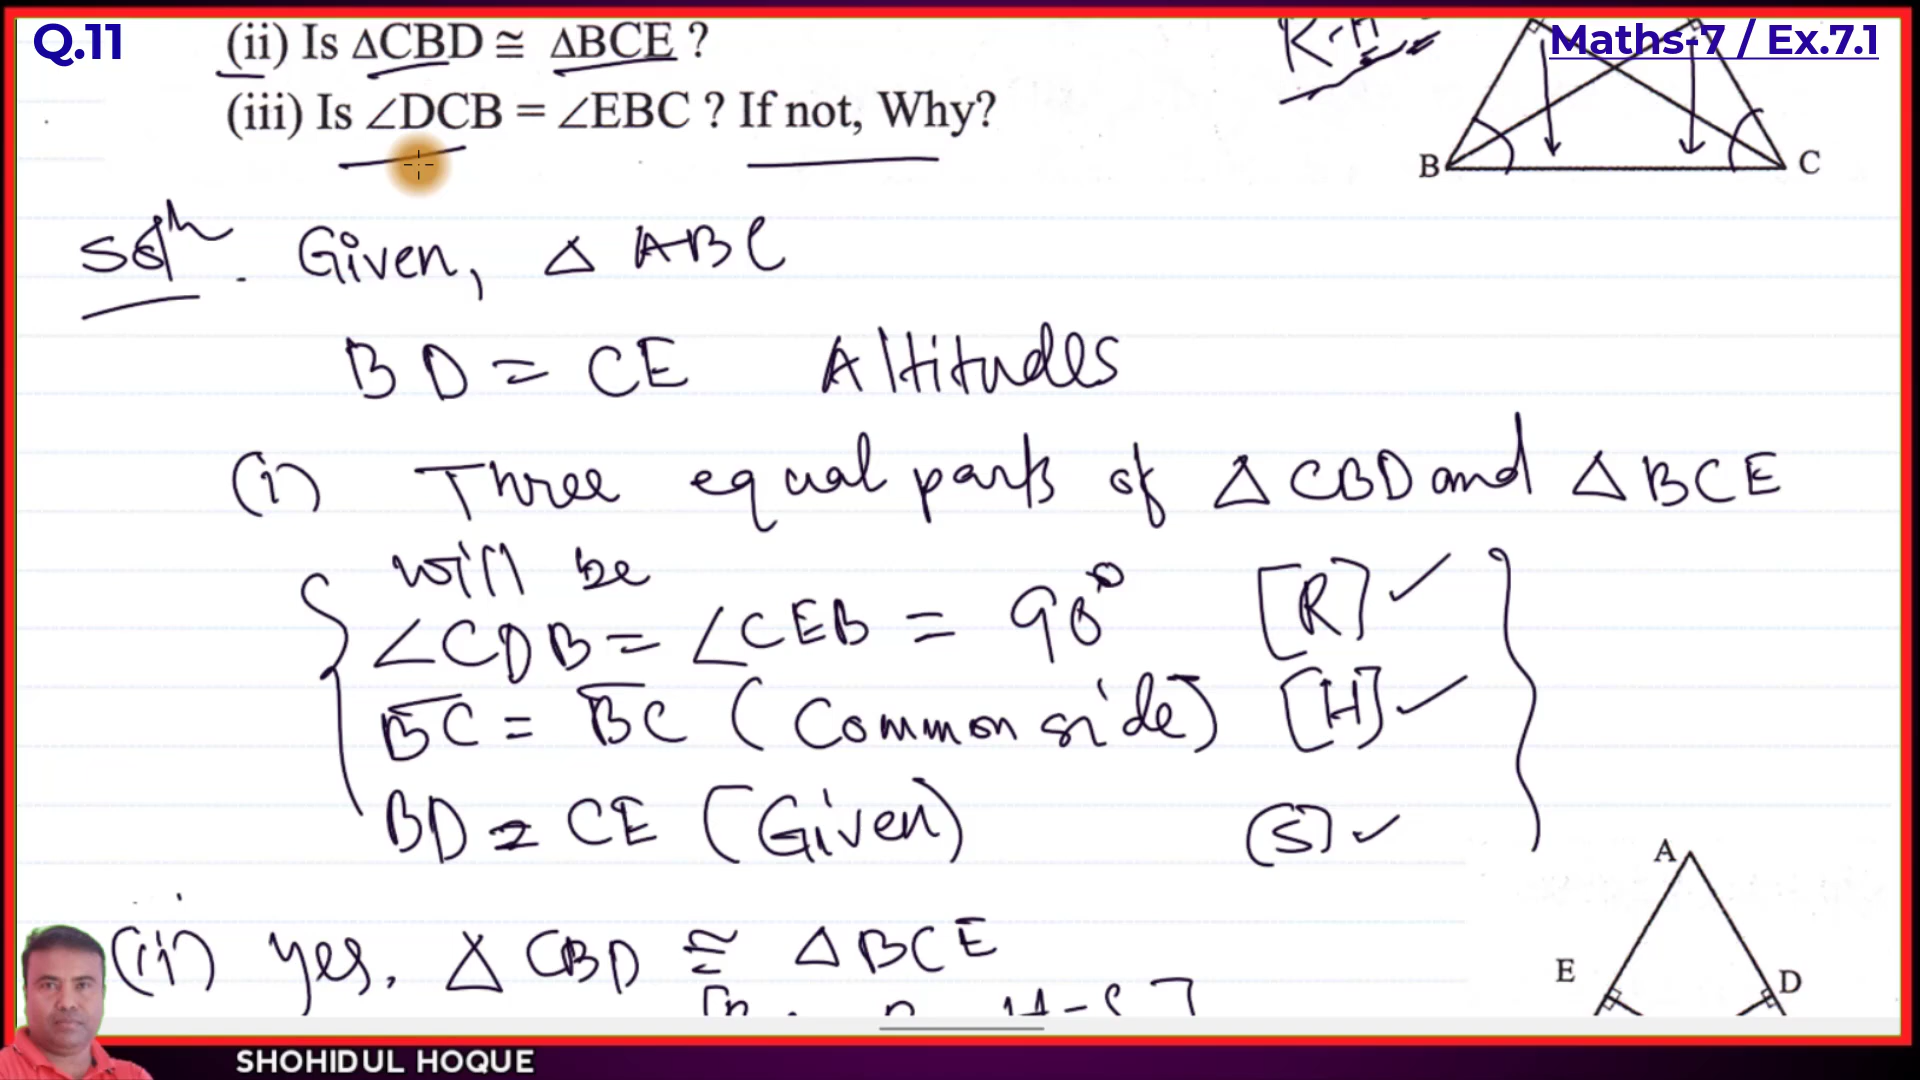 Q.11
(ii) Is ΔCBD ≅ ΔBCE ?
R-H
Maths-7 / Ex.7.1
(iii) Is ∠DCB = ∠EBC ? If not, Why?
B C
Solⁿ. Given, Δ ABC
BD = CE Altitudes
(i) Three equal parts of Δ CBD and Δ BCE
will be
∠CDB = ∠CEB = 90° [R] ✓
BC = BC (Common side) [H] ✓
BD = CE (Given) (S] ✓
A
(ii) yes, Δ CBD ≅ Δ BCE
E D
SHOHIDUL HOQUE